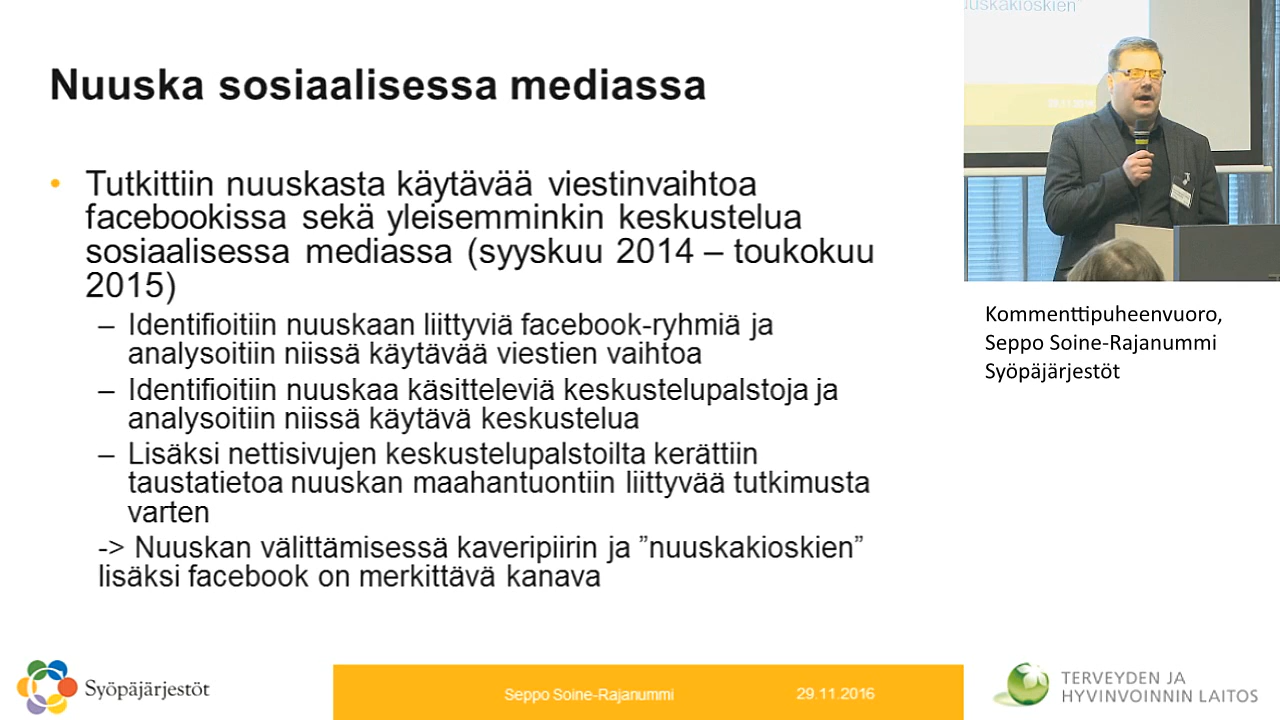 Nuuska sosiaalisessa mediassa
• Tutkittiin nuuskasta käytävää viestinvaihtoa
facebookissa sekä yleisemminkin keskustelua
sosiaalisessa mediassa (syyskuu 2014 – toukokuu
2015)
– Identifioitiin nuuskaan liittyviä facebook-ryhmiä ja
analysoitiin niissä käytävää viestien vaihtoa
– Identifioitiin nuuskaa käsitteleviä keskustelupalstoja ja
analysoitiin niissä käytävä keskustelua
– Lisäksi nettisivujen keskustelupalstoilta kerättiin
taustatietoa nuuskan maahantuontiin liittyvää tutkimusta
varten
-> Nuuskan välittämisessä kaveripiirin ja ”nuuskakioskien”
lisäksi facebook on merkittävä kanava
Kommenttipuheenvuoro,
Seppo Soine-Rajanummi
Syöpäjärjestöt
Syöpäjärjestöt
Seppo Soine-Rajanummi
29.11.2016
TERVEYDEN JA
HYVINVOINNIN LAITOS